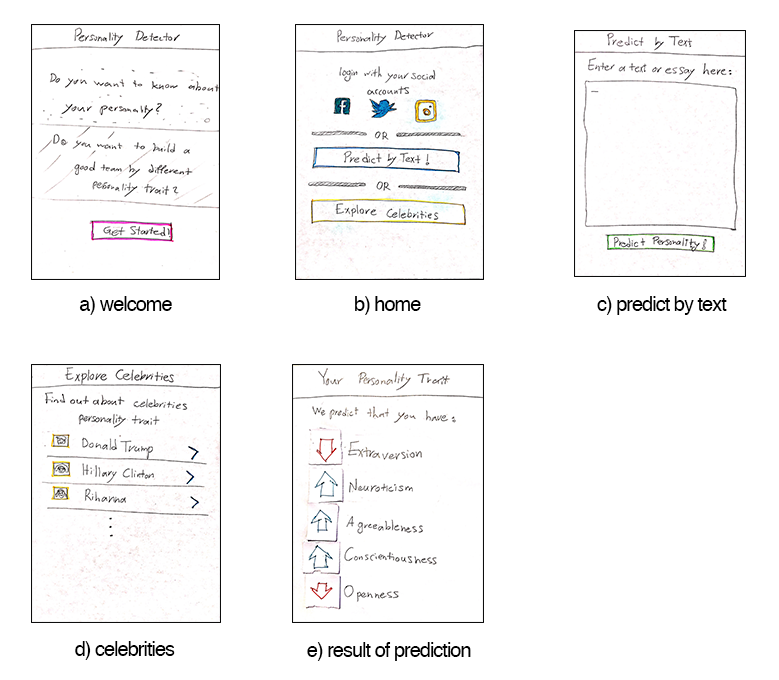 Personality Detector
Do you want to know about
your personality?
Do you want to build a
good team by different
personality trait?
Get Started!
a) welcome
Personality Detector
login with your social
accounts
OR
Predict by Text!
OR
Explore Celebrities
b) home
Predict by Text
Enter a text or essay here:
Predict Personality!
c) predict by text
Explore Celebrities
Find out about celebrities
personality trait
Donald Trump
Hillary Clinton
Rihanna
d) celebrities
Your Personality Trait
We predict that you have:
Extraversion
Neuroticism
Agreeableness
Conscientiousness
Openness
e) result of prediction